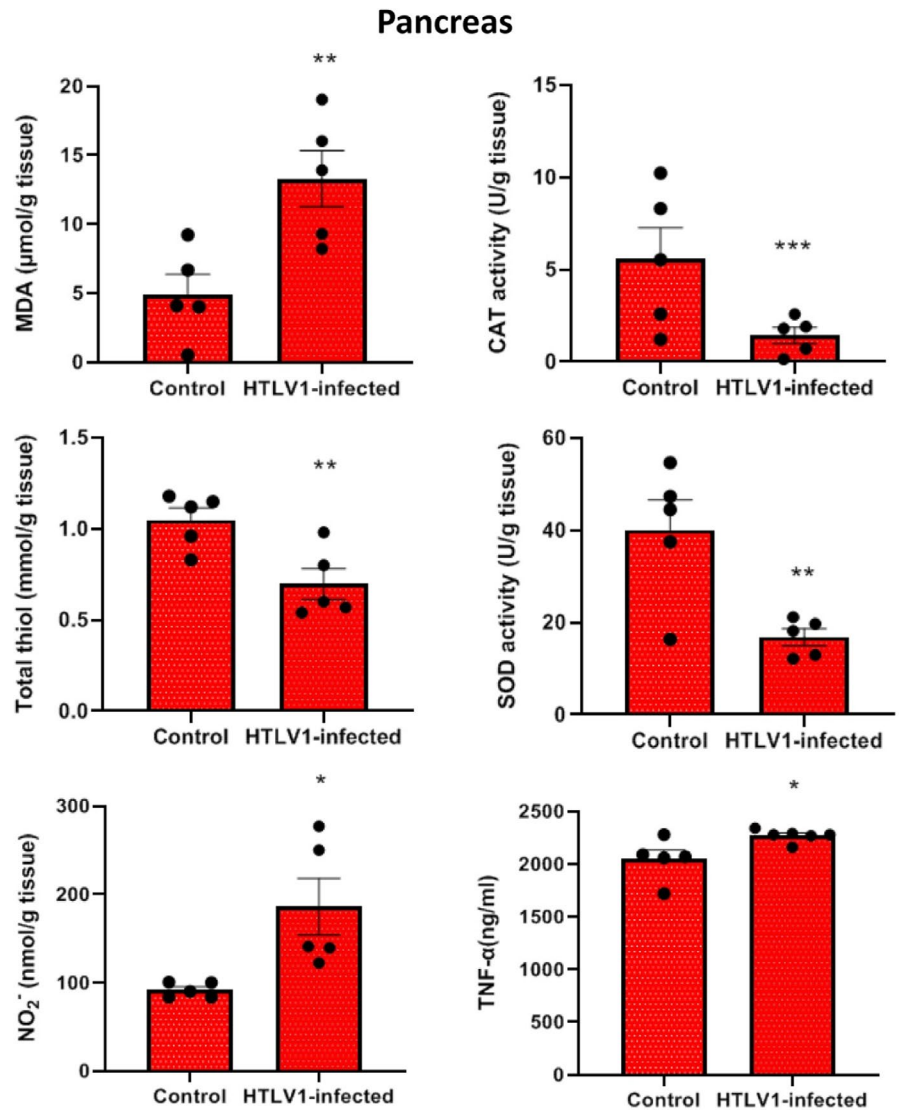 Pancreas
MDA (μmol/g tissue)
20
15
10
5
0
**
Control
HTLV1-infected
CAT activity (U/g tissue)
15
10
5
0
***
Control
HTLV1-infected
Total thiol (mmol/g tissue)
1.5
1.0
0.5
0.0
**
Control
HTLV1-infected
SOD activity (U/g tissue)
60
40
20
0
**
Control
HTLV1-infected
NO₂⁻ (nmol/g tissue)
300
200
100
0
*
Control
HTLV1-infected
TNF-α(ng/ml)
2500
2000
1500
1000
500
0
*
Control
HTLV1-infected